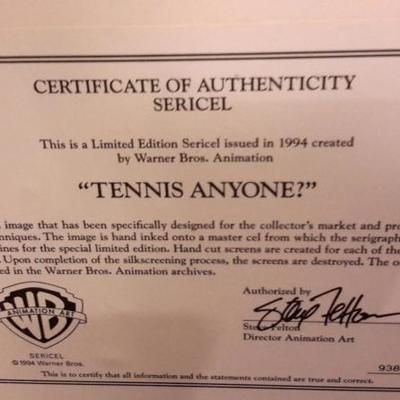 CERTIFICATE OF AUTHENTICITY
SERICEL
This is a Limited Edition Sericel issued in 1994 created
by Warner Bros. Animation
"TENNIS ANYONE?"
image that has been specifically designed for the collector's market and pro
hniques. The image is hand inked onto a master cel from which the serigraph
ines for the special limited edition. Hand cut screens are created for each of the
. Upon completion of the silkscreening process, the screens are destroyed. The o
ed in the Warner Bros. Animation archives.
Authorized by
WB
ANIMATION ART
Steve Felton
Steve Felton
Director Animation Art
SERICEL
© 1994 Warner Bros.
938
This is to certify that all information and the statements contained are true and correct.